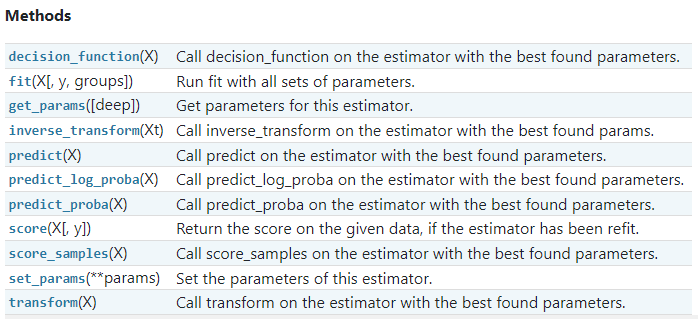 Methods
decision_function(X) Call decision_function on the estimator with the best found parameters.
fit(X[, y, groups]) Run fit with all sets of parameters.
get_params([deep]) Get parameters for this estimator.
inverse_transform(Xt) Call inverse_transform on the estimator with the best found params.
predict(X) Call predict on the estimator with the best found parameters.
predict_log_proba(X) Call predict_log_proba on the estimator with the best found parameters.
predict_proba(X) Call predict_proba on the estimator with the best found parameters.
score(X[, y]) Return the score on the given data, if the estimator has been refit.
score_samples(X) Call score_samples on the estimator with the best found parameters.
set_params(**params) Set the parameters of this estimator.
transform(X) Call transform on the estimator with the best found parameters.